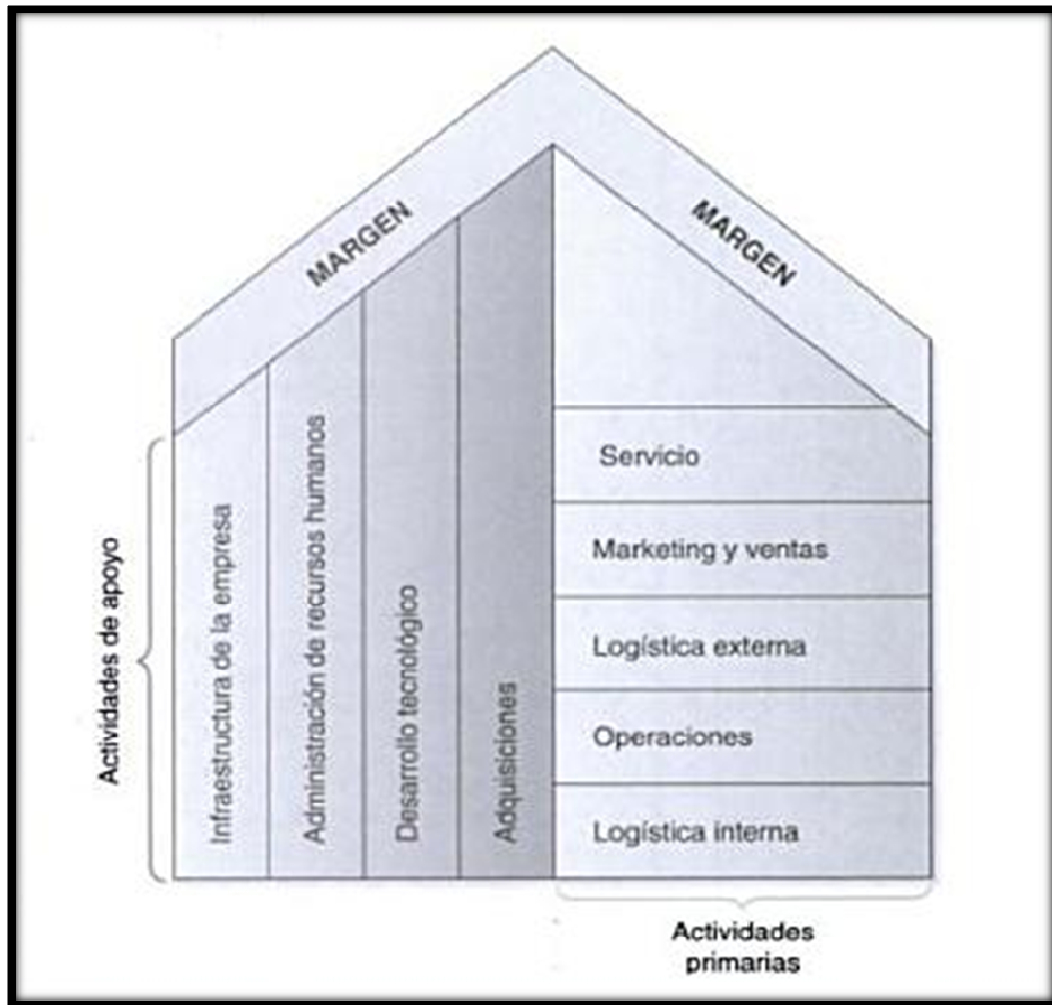 MARGEN
MARGEN
Actividades de apoyo
Infraestructura de la empresa
Administración de recursos humanos
Desarrollo tecnológico
Adquisiciones
Servicio
Marketing y ventas
Logística externa
Operaciones
Logística interna
Actividades
primarias